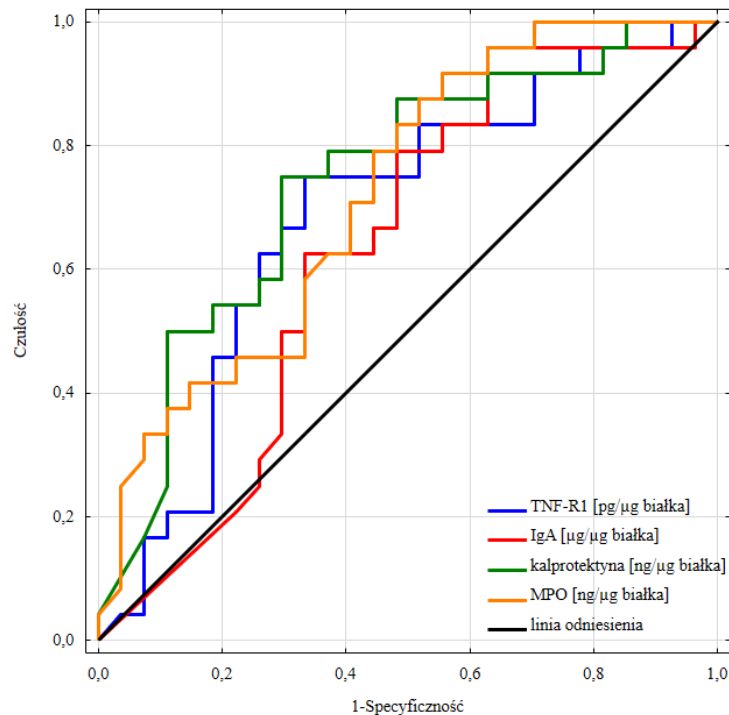 1,0
0,8
0,6
0,4
0,2
0,0
Czułość
TNF-R1 [pg/µg białka]
IgA [µg/µg białka]
kalprotektyna [ng/µg białka]
MPO [ng/µg białka]
linia odniesienia
0,0 0,2 0,4 0,6 0,8 1,0
1-Specyficzność